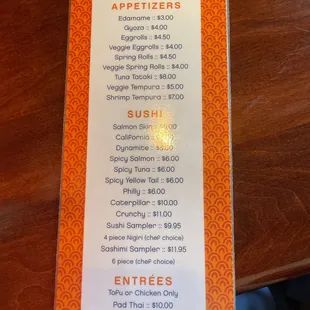 APPETIZERS
Edamame :: $3.00
Gyoza :: $4.00
Eggrolls :: $4.50
Veggie Eggrolls :: $4.00
Spring Rolls :: $4.50
Veggie Spring Rolls :: $4.00
Tuna Tataki :: $8.00
Veggie Tempura :: $5.00
Shrimp Tempura :: $7.00
SUSHI
Salmon Skin
California
Dynamite ::
Spicy Salmon :: $6.00
Spicy Tuna :: $6.00
Spicy Yellow Tail :: $6.00
Philly :: $6.00
Caterpillar :: $10.00
Crunchy :: $11.00
Sushi Sampler :: $9.95
4 piece Nigiri (chef choice)
Sashimi Sampler :: $11.95
6 piece (chef choice)
ENTRÉES
Tofu or Chicken Only
Pad Thai :: $10.00